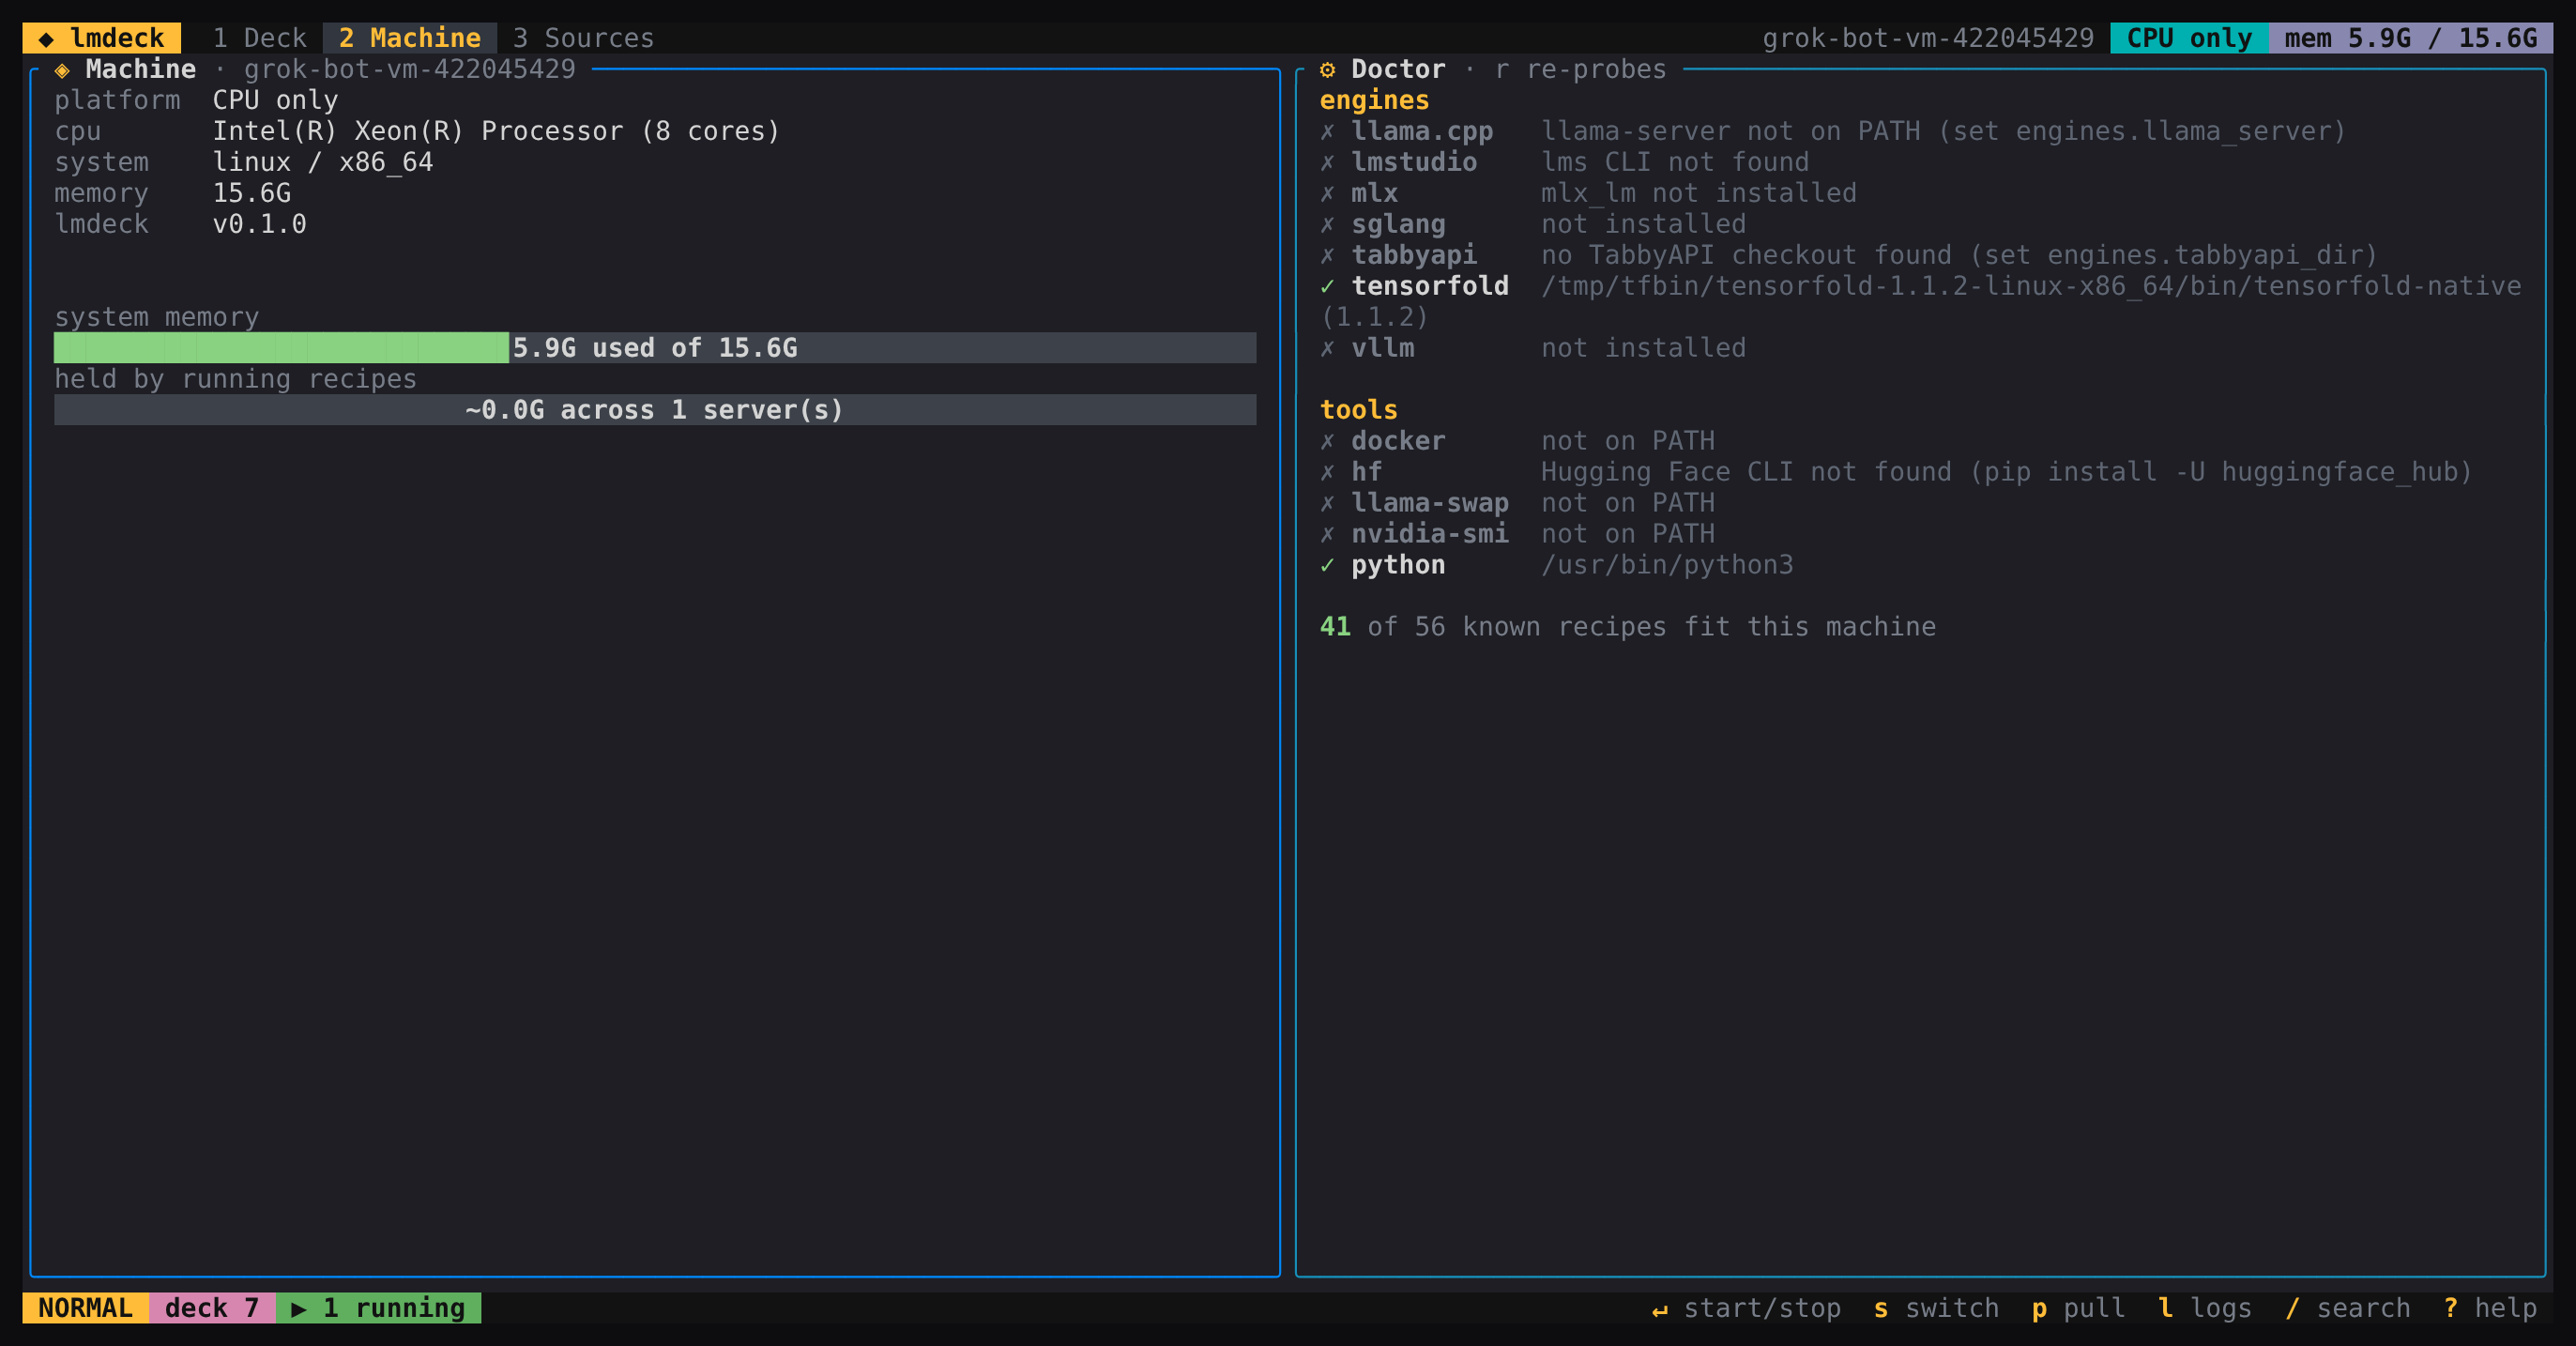 ◆ lmdeck 1 Deck 2 Machine 3 Sources grok-bot-vm-422045429 CPU only mem 5.9G / 15.6G
◈ Machine · grok-bot-vm-422045429
platform CPU only
cpu Intel(R) Xeon(R) Processor (8 cores)
system linux / x86_64
memory 15.6G
lmdeck v0.1.0
system memory
5.9G used of 15.6G
held by running recipes
~0.0G across 1 server(s)
⚙ Doctor · r re-probes
engines
✗ llama.cpp llama-server not on PATH (set engines.llama_server)
✗ lmstudio lms CLI not found
✗ mlx mlx_lm not installed
✗ sglang not installed
✗ tabbyapi no TabbyAPI checkout found (set engines.tabbyapi_dir)
✓ tensorfold /tmp/tfbin/tensorfold-1.1.2-linux-x86_64/bin/tensorfold-native
(1.1.2)
✗ vllm not installed
tools
✗ docker not on PATH
✗ hf Hugging Face CLI not found (pip install -U huggingface_hub)
✗ llama-swap not on PATH
✗ nvidia-smi not on PATH
✓ python /usr/bin/python3
41 of 56 known recipes fit this machine
NORMAL deck 7 ▶ 1 running ↵ start/stop s switch p pull l logs / search ? help